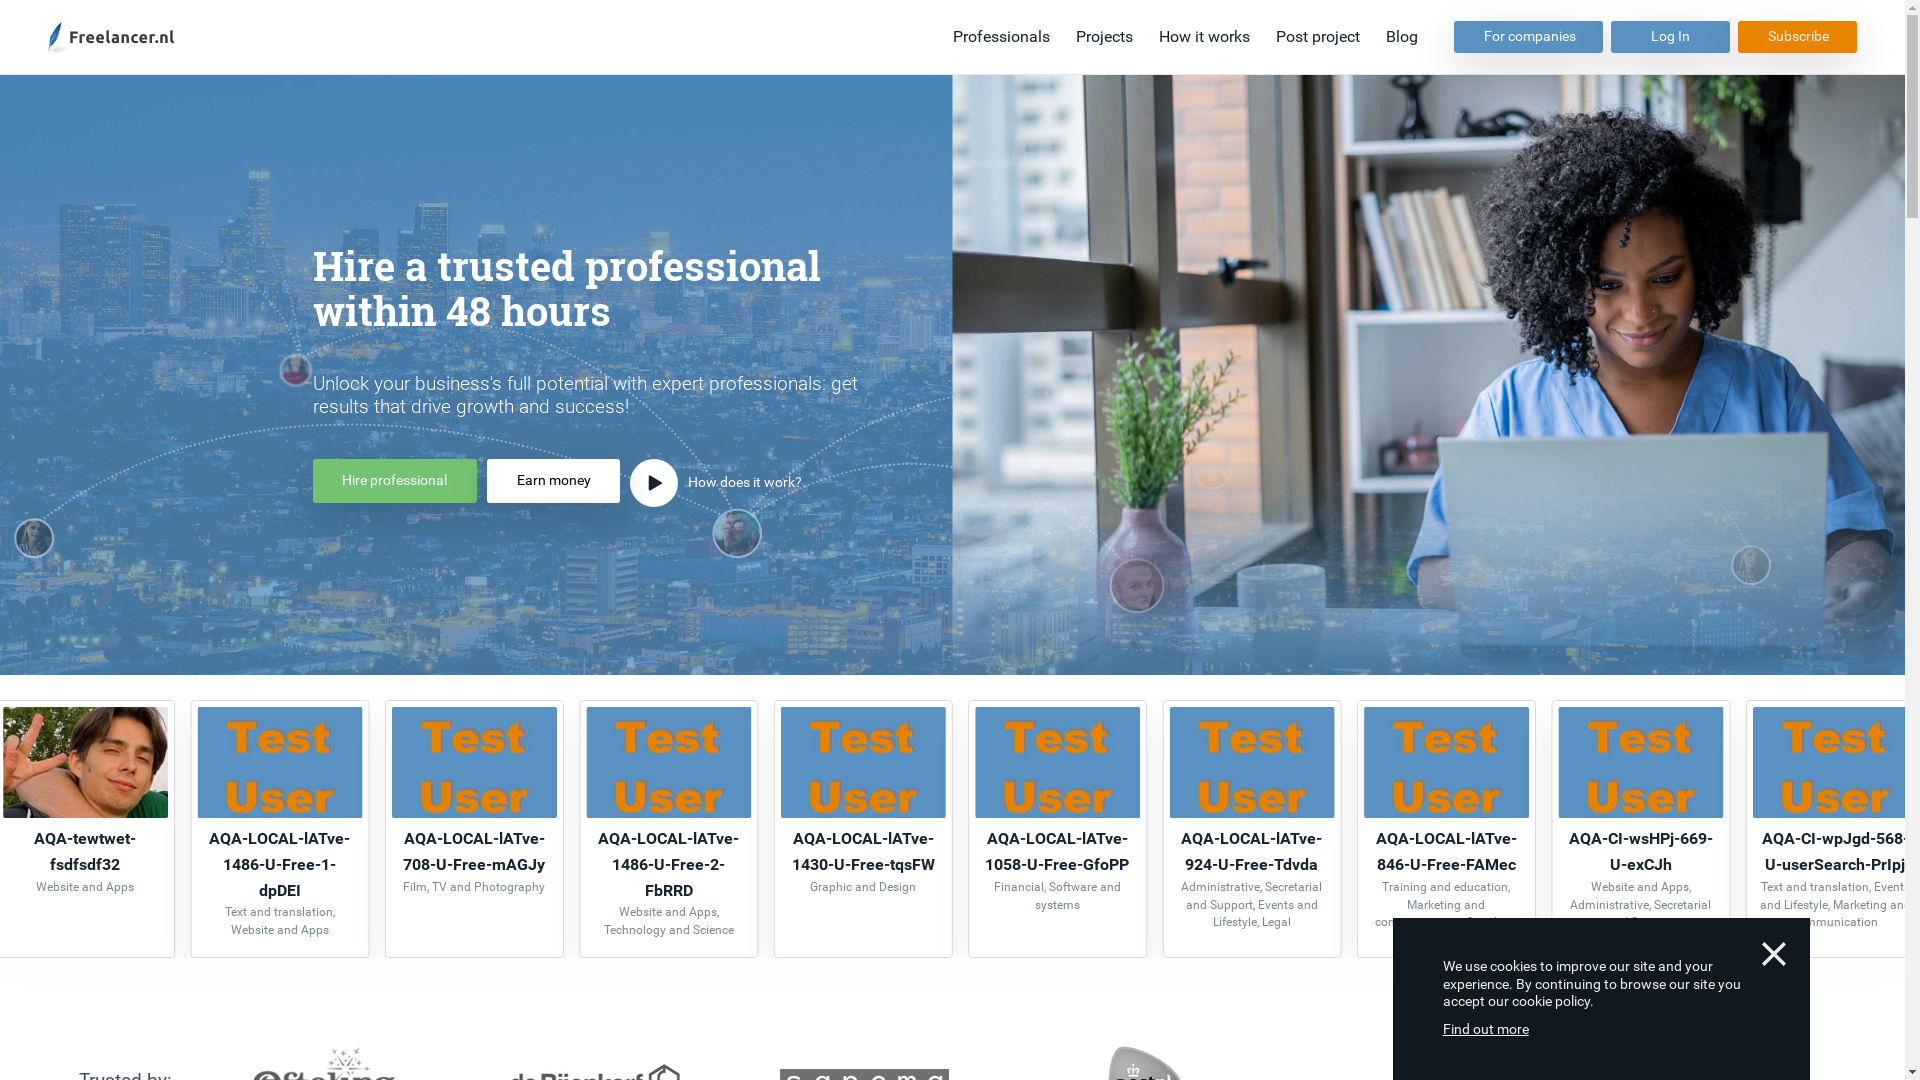 Freelancer.nl
Professionals
Projects
How it works
Post project
Blog
For companies
Log In
Subscribe
Hire a trusted professional
within 48 hours
Unlock your business's full potential with expert professionals: get
results that drive growth and success!
Hire professional
Earn money
How does it work?
AQA-tewtwet-
fsdfsdf32
Website and Apps
Test
User
AQA-LOCAL-lATve-
1486-U-Free-1-
dpDEI
Text and translation,
Website and Apps
Test
User
AQA-LOCAL-lATve-
708-U-Free-mAGJy
Film, TV and Photography
Test
User
AQA-LOCAL-lATve-
1486-U-Free-2-
FbRRD
Website and Apps,
Technology and Science
Test
User
AQA-LOCAL-lATve-
1430-U-Free-tqsFW
Graphic and Design
Test
User
AQA-LOCAL-lATve-
1058-U-Free-GfoPP
Financial, Software and
systems
Test
User
AQA-LOCAL-lATve-
924-U-Free-Tdvda
Administrative, Secretarial
and Support, Events and
Lifestyle, Legal
Test
User
AQA-LOCAL-lATve-
846-U-Free-FAMec
Training and education,
Marketing and
Test
User
AQA-CI-wsHPj-669-
U-exCJh
Website and Apps,
Administrative, Secretarial
Test
User
AQA-CI-wpJgd-568-
U-userSearch-PrIpj
Text and translation, Events
and Lifestyle, Marketing and
We use cookies to improve our site and your
experience. By continuing to browse our site you
accept our cookie policy.
Find out more
Trusted by:
Efteling
de Bijenkorf
sanoma